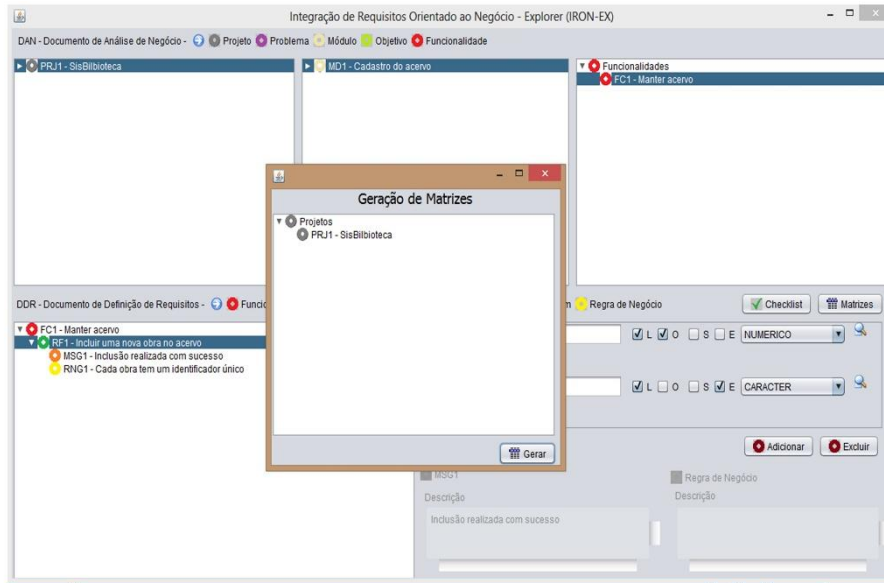 Integração de Requisitos Orientado ao Negócio - Explorer (IRON-EX)
DAN - Documento de Análise de Negócio - Projeto Problema Módulo Objetivo Funcionalidade
PRJ1 - SisBilbioteca
MD1 - Cadastro do acervo
Funcionalidades
FC1 - Manter acervo
Geração de Matrizes
Projetos
PRJ1 - SisBilbioteca
Gerar
DDR - Documento de Definição de Requisitos - Funcio
m Regra de Negócio
Checklist
Matrizes
FC1 - Manter acervo
RF1 - Incluir uma nova obra no acervo
MSG1 - Inclusão realizada com sucesso
RNG1 - Cada obra tem um identificador único
L O S E NUMERICO
L O S E CARACTER
Adicionar
Excluir
MSG1
Regra de Negócio
Descrição
Descrição
Inclusão realizada com sucesso